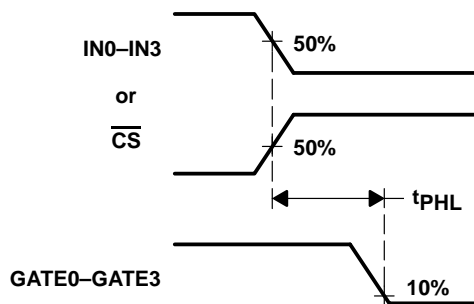 IN0–IN3
50%
or
CS
50%
tPHL
GATE0–GATE3
10%